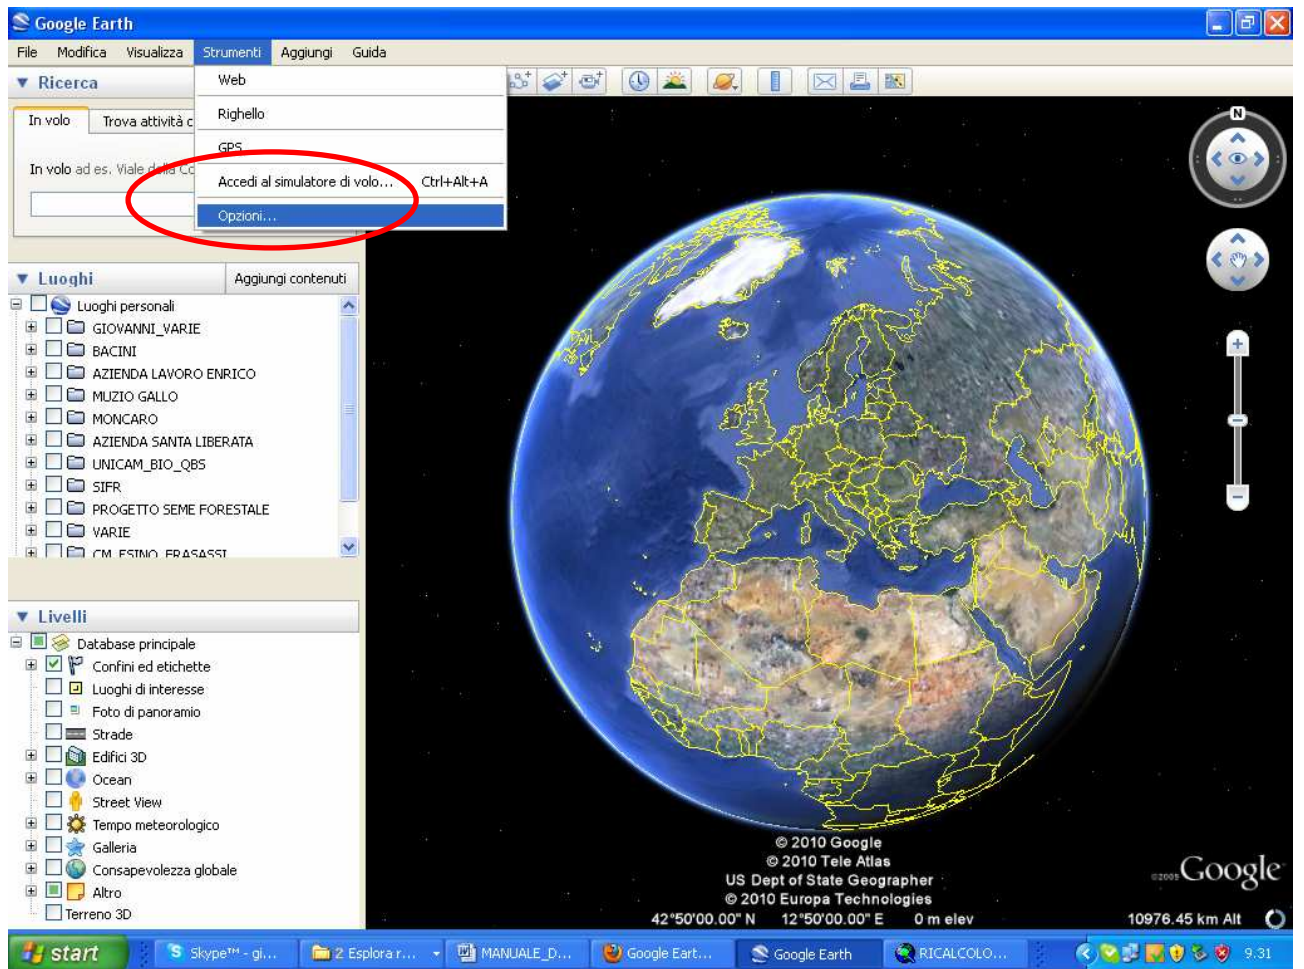 Google Earth
File Modifica Visualizza Strumenti Aggiungi Guida
Ricerca
Web
Righello
GPS
Accedi al simulatore di volo... Ctrl+Alt+A
Opzioni...
In volo Trova attività c
In volo ad es. Viale della Co
N
Luoghi Aggiungi contenuti
Luoghi personali
GIOVANNI_VARIE
BACINI
AZIENDA LAVORO ENRICO
MUZIO GALLO
MONCARO
AZIENDA SANTA LIBERATA
UNICAM_BIO_QBS
SIFR
PROGETTO SEME FORESTALE
VARIE
CM_ESINO_FRASASSI
Livelli
Database principale
Confini ed etichette
Luoghi di interesse
Foto di panoramio
Strade
Edifici 3D
Ocean
Street View
Tempo meteorologico
Galleria
Consapevolezza globale
Altro
Terreno 3D
© 2010 Google
© 2010 Tele Atlas
US Dept of State Geographer
© 2010 Europa Technologies
©2009 Google
42°50'00.00" N 12°50'00.00" E 0 m elev 10976.45 km Alt
start Skype™ - gi... 2 Esplora r... MANUALE_D... Google Eart... Google Earth RICALCOLO... 9.31